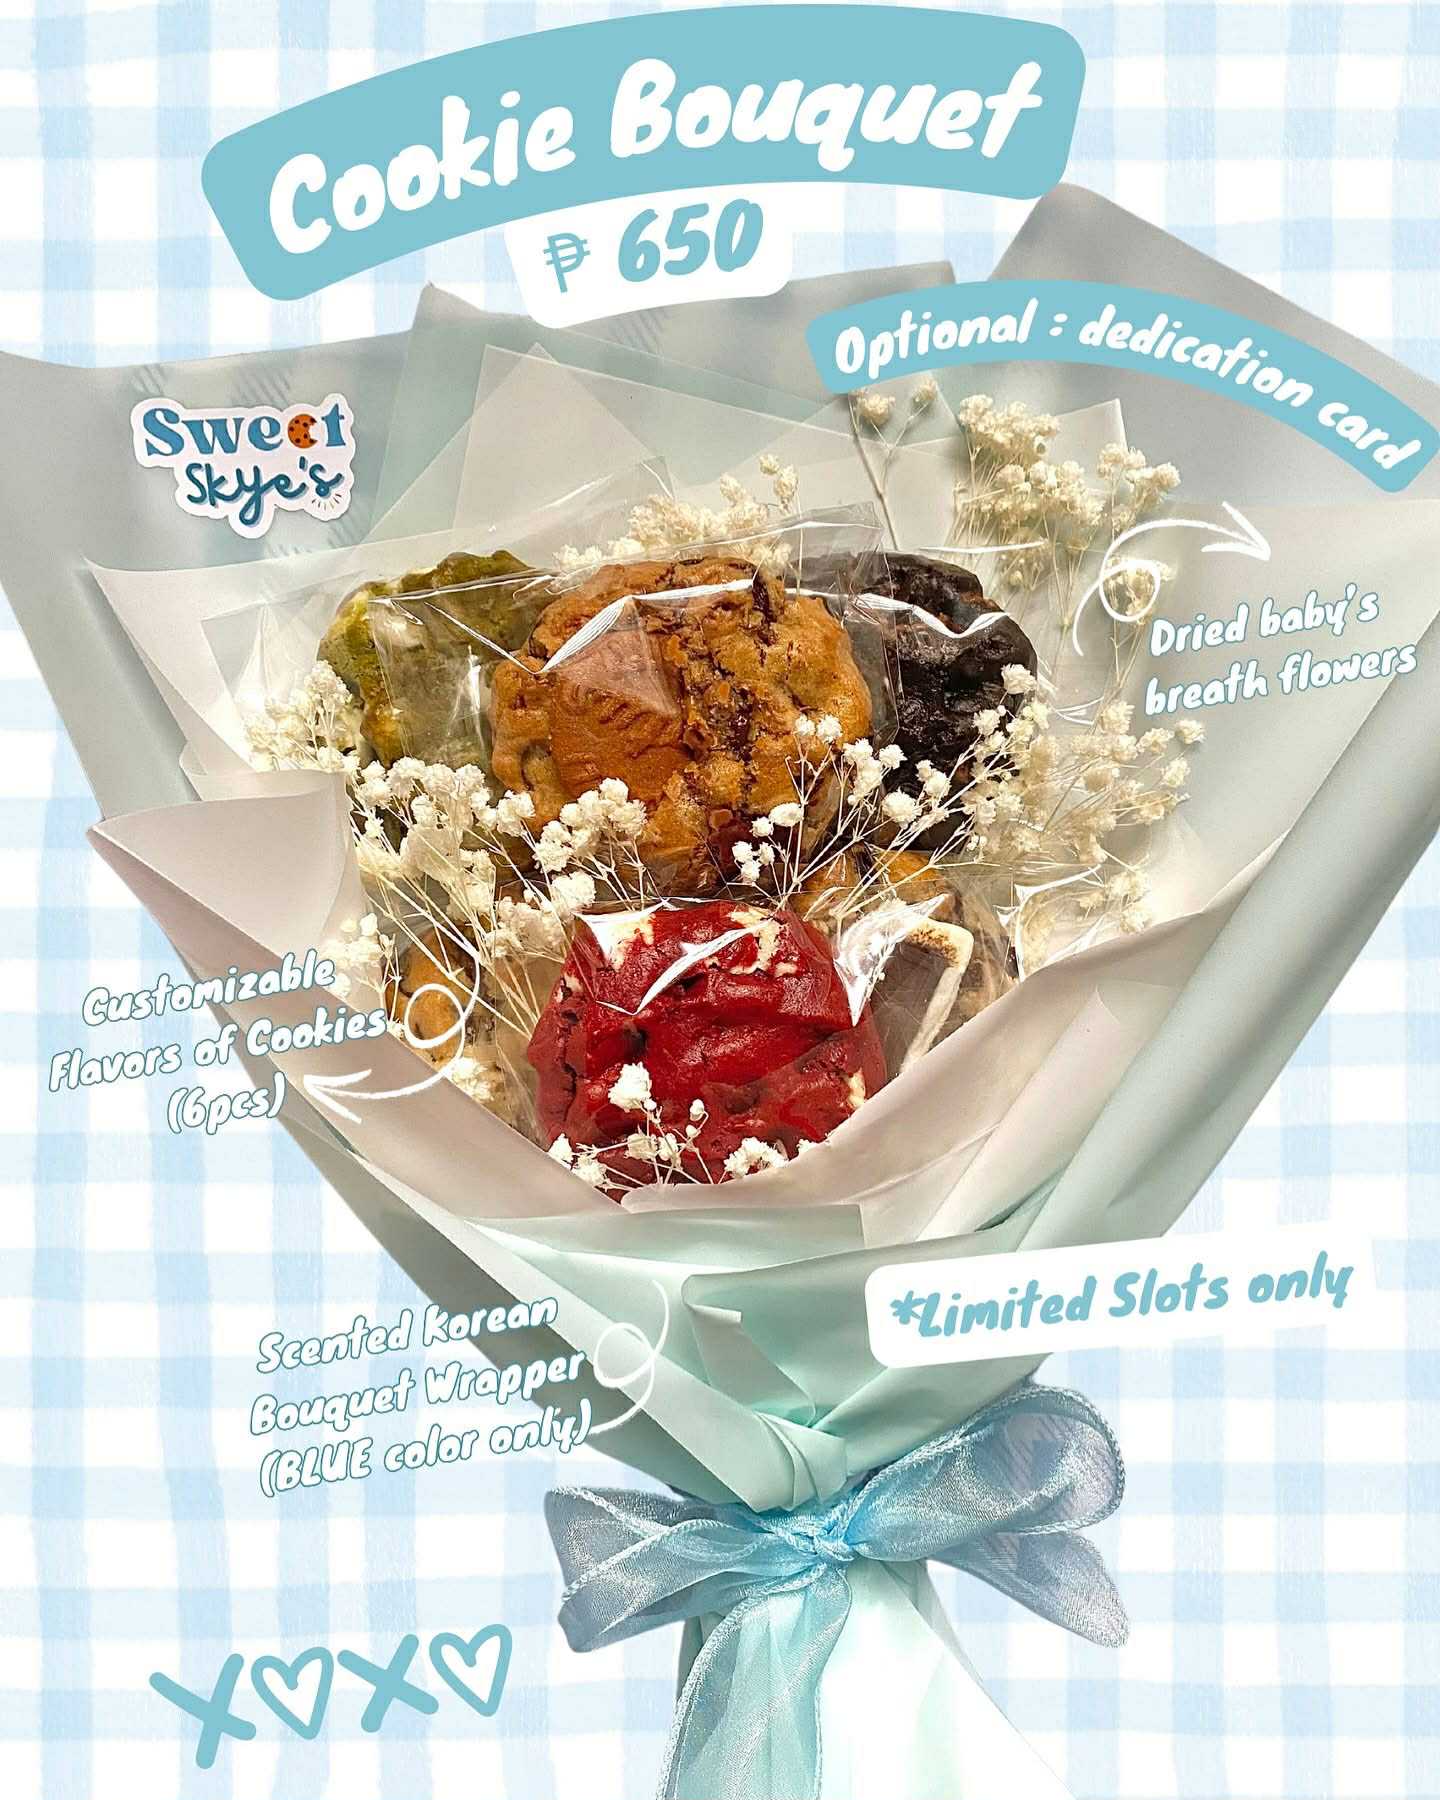 Cookie Bouquet
₱ 650
Optional : dedication card
Sweet
Skye's
Dried baby's
breath flowers
Customizable
Flavors of Cookies
(6pcs)
*Limited Slots only
Scented Korean
Bouquet Wrapper
(BLUE color only)
X♡X♡